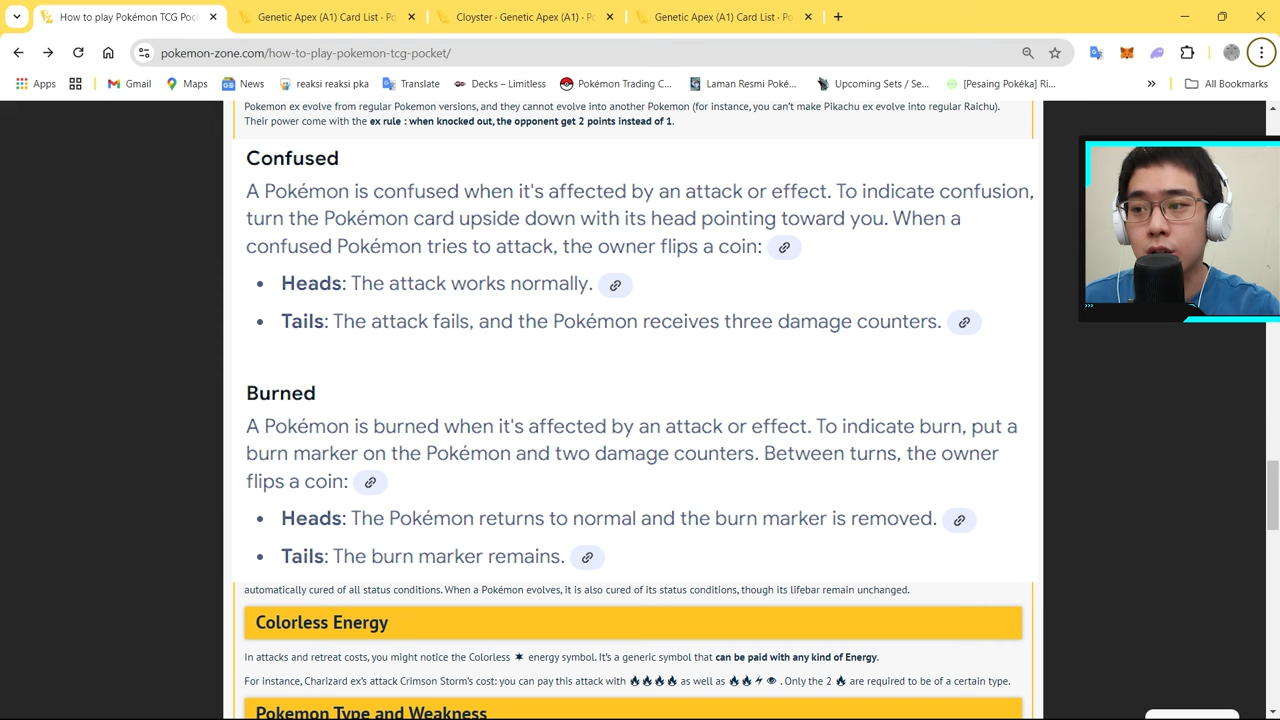 How to play Pokémon TCG Poc
Genetic Apex (A1) Card List · Po
Cloyster · Genetic Apex (A1) · P
Genetic Apex (A1) Card List · Po
pokemon-zone.com/how-to-play-pokemon-tcg-pocket/
Apps
Gmail
Maps
News
reaksi reaksi pka
Translate
Decks – Limitless
Pokémon Trading C...
Laman Resmi Poké...
Upcoming Sets / Se...
[Pesaing Pokéka] Ri...
All Bookmarks
Pokemon ex evolve from regular Pokemon versions, and they cannot evolve into another Pokemon (for instance, you can't make Pikachu ex evolve into regular Raichu).
Their power come with the ex rule : when knocked out, the opponent get 2 points instead of 1.
Confused
A Pokémon is confused when it's affected by an attack or effect. To indicate confusion,
turn the Pokémon card upside down with its head pointing toward you. When a
confused Pokémon tries to attack, the owner flips a coin:
• Heads: The attack works normally.
• Tails: The attack fails, and the Pokémon receives three damage counters.
Burned
A Pokémon is burned when it's affected by an attack or effect. To indicate burn, put a
burn marker on the Pokémon and two damage counters. Between turns, the owner
flips a coin:
• Heads: The Pokémon returns to normal and the burn marker is removed.
• Tails: The burn marker remains.
automatically cured of all status conditions. When a Pokémon evolves, it is also cured of its status conditions, though its lifebar remain unchanged.
Colorless Energy
In attacks and retreat costs, you might notice the Colorless energy symbol. It's a generic symbol that can be paid with any kind of Energy.
For instance, Charizard ex's attack Crimson Storm's cost: you can pay this attack with as well as . Only the 2 are required to be of a certain type.
Pokemon Type and Weakness